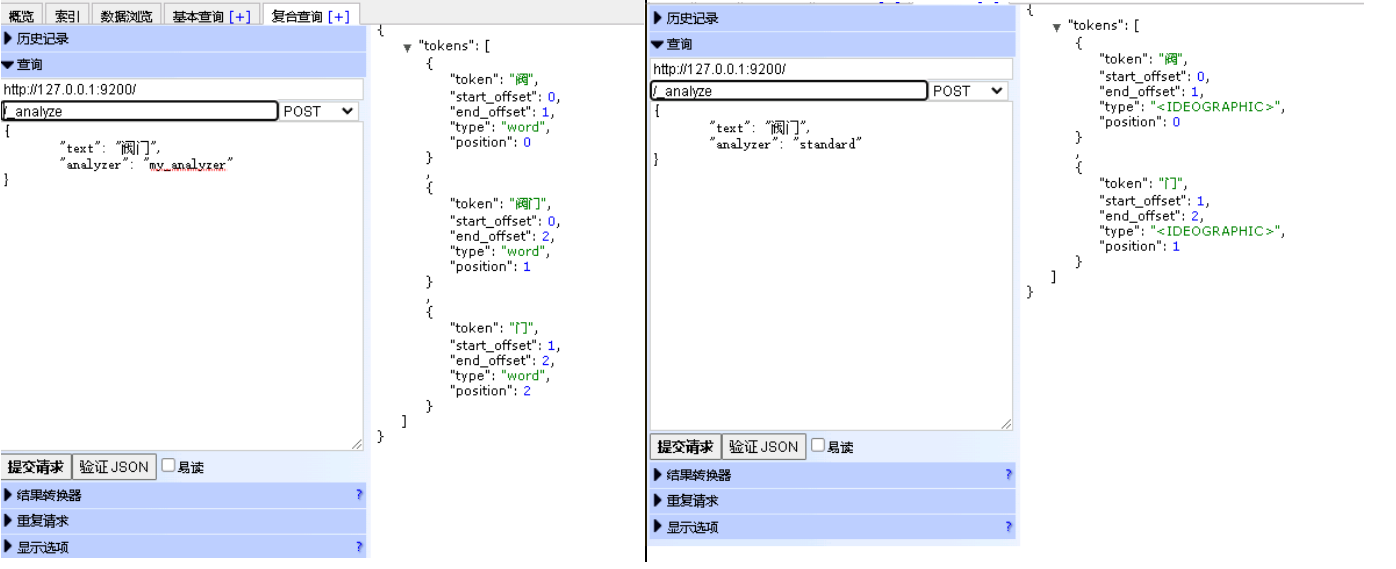 概览 索引 数据浏览 基本查询 [+] 复合查询 [+]
历史记录
查询
http://127.0.0.1:9200/
/_analyze POST
{
"text": "阀门",
"analyzer": "my_analyzer"
}
提交请求 验证 JSON 易读
结果转换器 ?
重复请求
显示选项 ?
{
▼ "tokens": [
{
"token": "阀",
"start_offset": 0,
"end_offset": 1,
"type": "word",
"position": 0
}
,
{
"token": "阀门",
"start_offset": 0,
"end_offset": 2,
"type": "word",
"position": 1
}
,
{
"token": "门",
"start_offset": 1,
"end_offset": 2,
"type": "word",
"position": 2
}
]
}
历史记录
查询
http://127.0.0.1:9200/
/_analyze POST
{
"text": "阀门",
"analyzer": "standard"
}
提交请求 验证 JSON 易读
结果转换器 ?
重复请求
显示选项 ?
{
▼ "tokens": [
{
"token": "阀",
"start_offset": 0,
"end_offset": 1,
"type": "<IDEOGRAPHIC>",
"position": 0
}
,
{
"token": "门",
"start_offset": 1,
"end_offset": 2,
"type": "<IDEOGRAPHIC>",
"position": 1
}
]
}